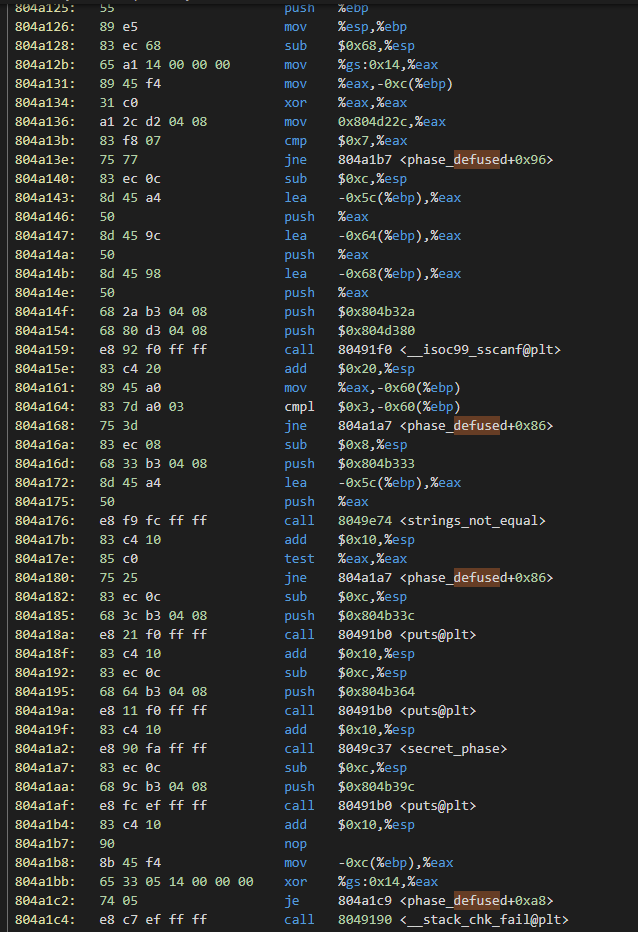 804a125: 55 push %ebp
804a126: 89 e5 mov %esp,%ebp
804a128: 83 ec 68 sub $0x68,%esp
804a12b: 65 a1 14 00 00 00 mov %gs:0x14,%eax
804a131: 89 45 f4 mov %eax,-0xc(%ebp)
804a134: 31 c0 xor %eax,%eax
804a136: a1 2c d2 04 08 mov 0x804d22c,%eax
804a13b: 83 f8 07 cmp $0x7,%eax
804a13e: 75 77 jne 804a1b7 <phase_defused+0x96>
804a140: 83 ec 0c sub $0xc,%esp
804a143: 8d 45 a4 lea -0x5c(%ebp),%eax
804a146: 50 push %eax
804a147: 8d 45 9c lea -0x64(%ebp),%eax
804a14a: 50 push %eax
804a14b: 8d 45 98 lea -0x68(%ebp),%eax
804a14e: 50 push %eax
804a14f: 68 2a b3 04 08 push $0x804b32a
804a154: 68 80 d3 04 08 push $0x804d380
804a159: e8 92 f0 ff ff call 80491f0 <__isoc99_sscanf@plt>
804a15e: 83 c4 20 add $0x20,%esp
804a161: 89 45 a0 mov %eax,-0x60(%ebp)
804a164: 83 7d a0 03 cmpl $0x3,-0x60(%ebp)
804a168: 75 3d jne 804a1a7 <phase_defused+0x86>
804a16a: 83 ec 08 sub $0x8,%esp
804a16d: 68 33 b3 04 08 push $0x804b333
804a172: 8d 45 a4 lea -0x5c(%ebp),%eax
804a175: 50 push %eax
804a176: e8 f9 fc ff ff call 8049e74 <strings_not_equal>
804a17b: 83 c4 10 add $0x10,%esp
804a17e: 85 c0 test %eax,%eax
804a180: 75 25 jne 804a1a7 <phase_defused+0x86>
804a182: 83 ec 0c sub $0xc,%esp
804a185: 68 3c b3 04 08 push $0x804b33c
804a18a: e8 21 f0 ff ff call 80491b0 <puts@plt>
804a18f: 83 c4 10 add $0x10,%esp
804a192: 83 ec 0c sub $0xc,%esp
804a195: 68 64 b3 04 08 push $0x804b364
804a19a: e8 11 f0 ff ff call 80491b0 <puts@plt>
804a19f: 83 c4 10 add $0x10,%esp
804a1a2: e8 90 fa ff ff call 8049c37 <secret_phase>
804a1a7: 83 ec 0c sub $0xc,%esp
804a1aa: 68 9c b3 04 08 push $0x804b39c
804a1af: e8 fc ef ff ff call 80491b0 <puts@plt>
804a1b4: 83 c4 10 add $0x10,%esp
804a1b7: 90 nop
804a1b8: 8b 45 f4 mov -0xc(%ebp),%eax
804a1bb: 65 33 05 14 00 00 00 xor %gs:0x14,%eax
804a1c2: 74 05 je 804a1c9 <phase_defused+0xa8>
804a1c4: e8 c7 ef ff ff call 8049190 <__stack_chk_fail@plt>